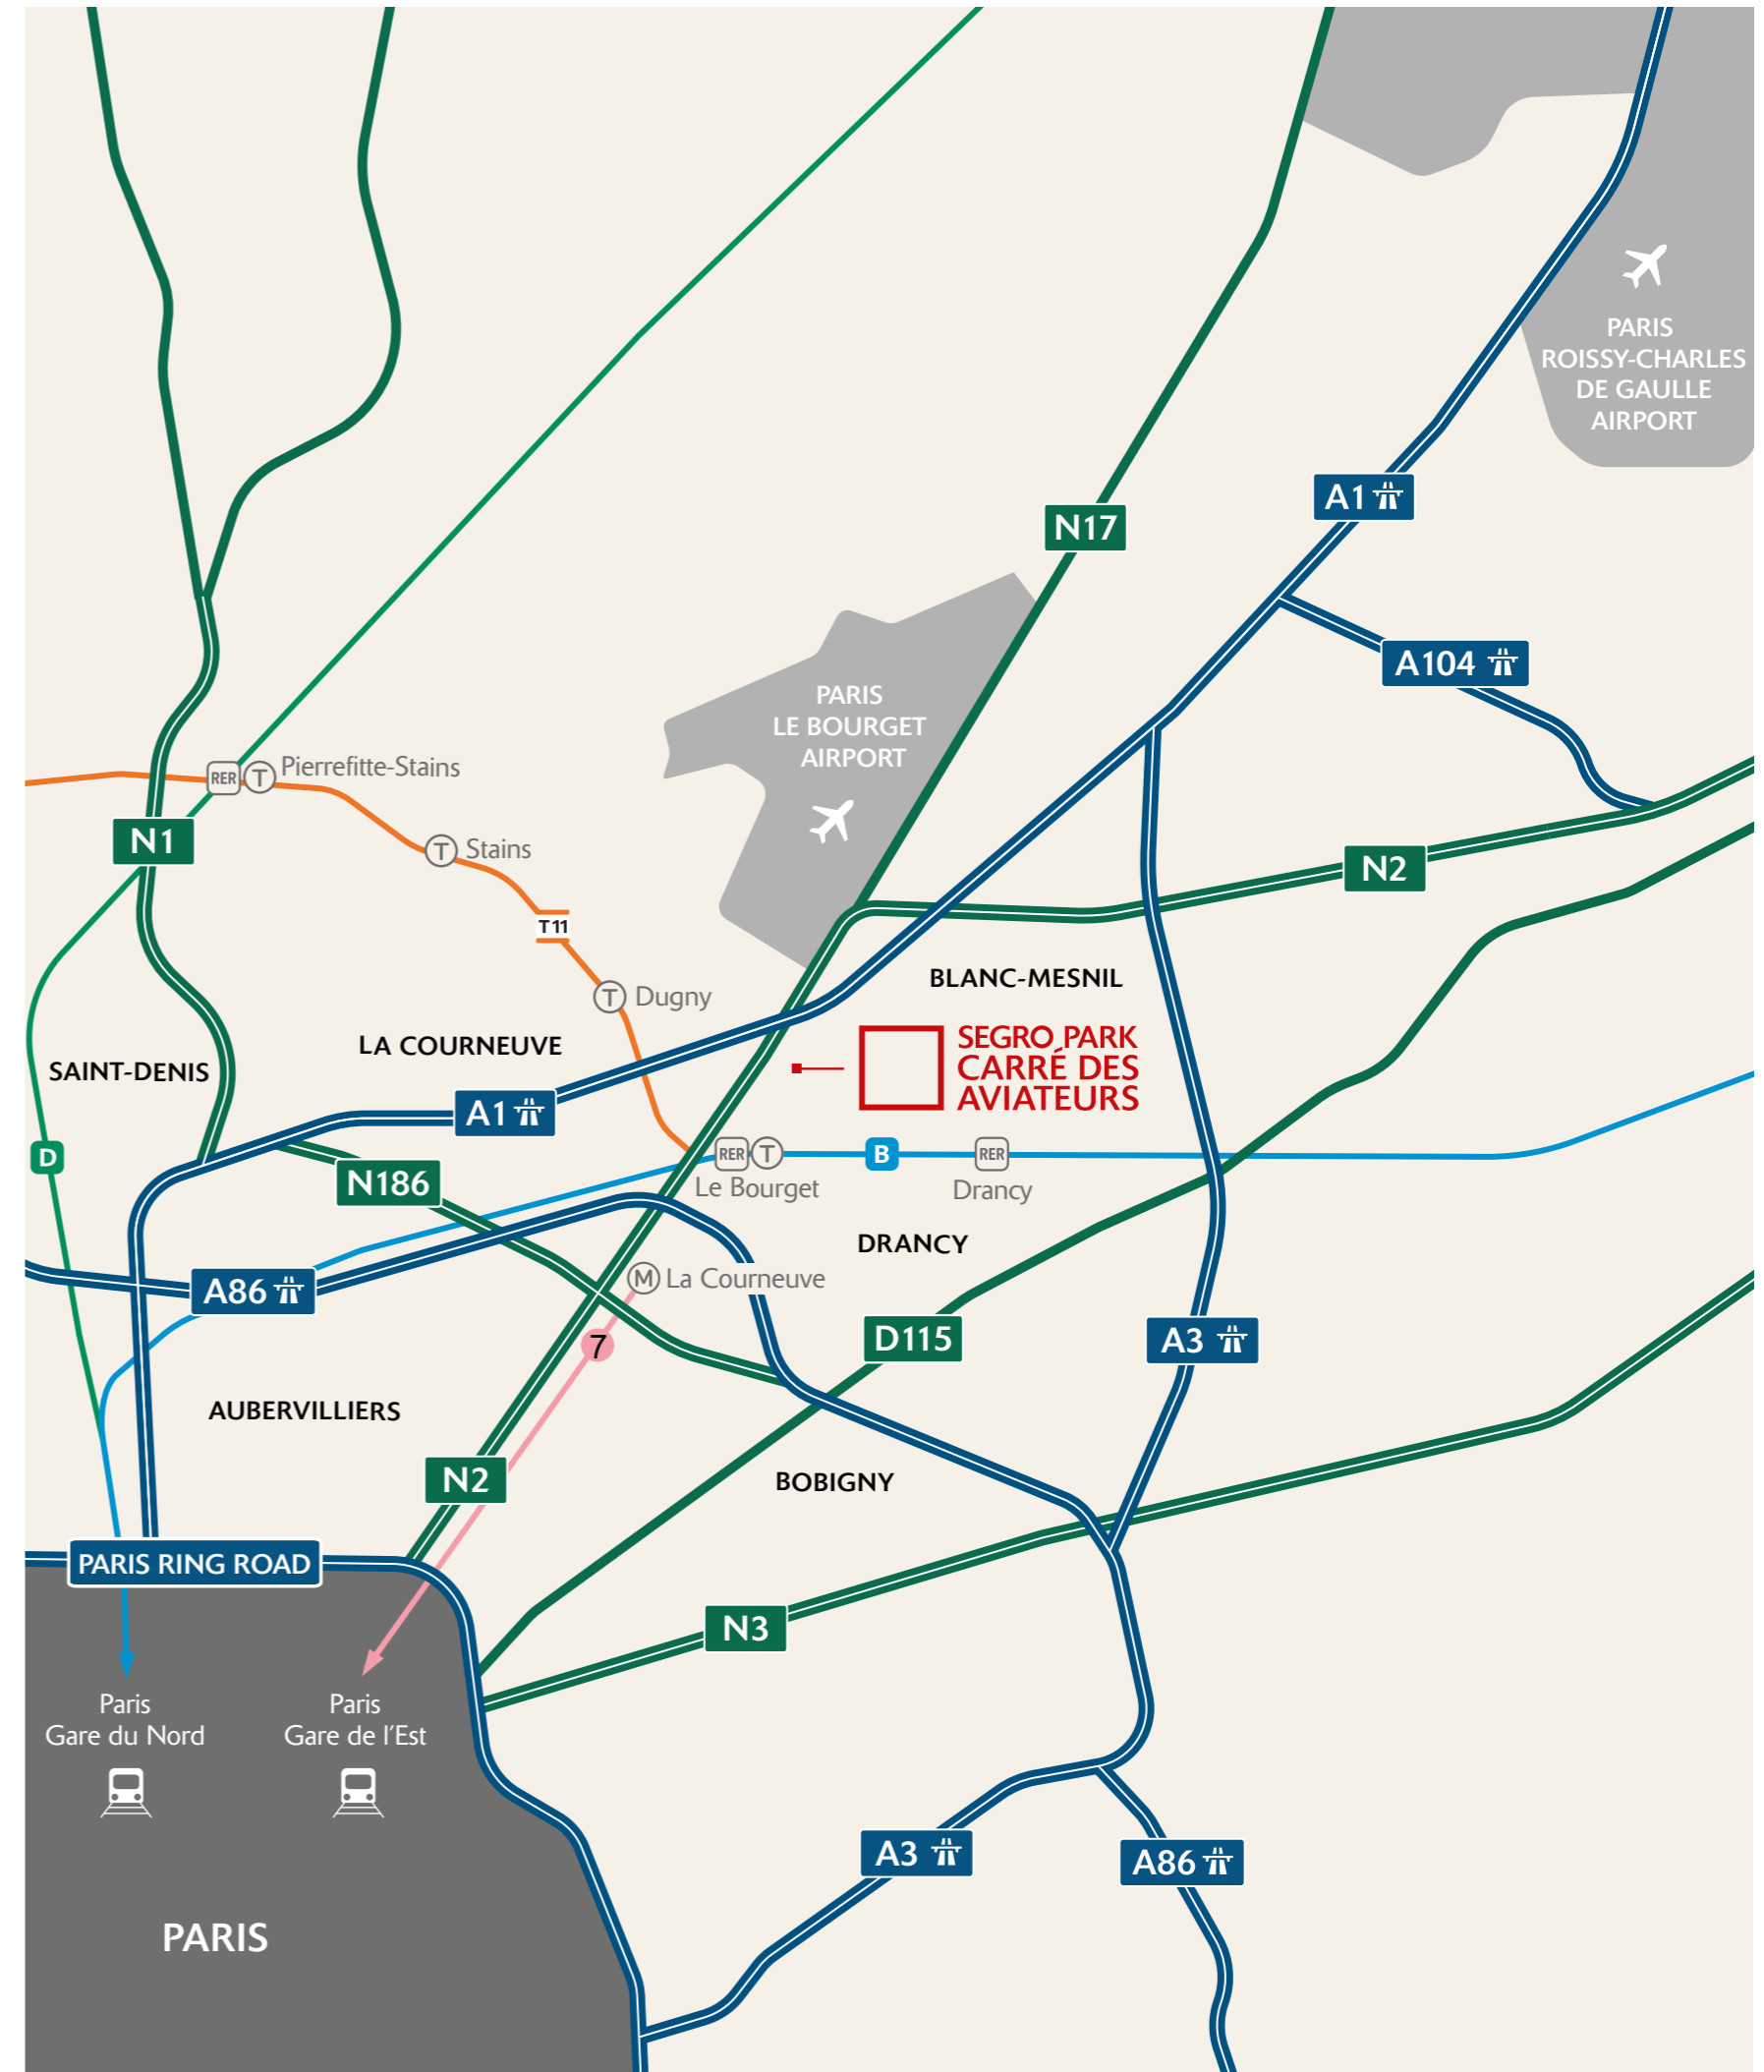 PARIS
ROISSY-CHARLES
DE GAULLE
AIRPORT
A1
N17
A104
PARIS
LE BOURGET
AIRPORT
RER
T
Pierrefitte-Stains
N1
T
Stains
N2
T11
T
Dugny
BLANC-MESNIL
LA COURNEUVE
SEGRO PARK
CARRÉ DES
AVIATEURS
SAINT-DENIS
A1
D
RER
T
B
RER
N186
Le Bourget
Drancy
DRANCY
A86
M
La Courneuve
7
D115
A3
AUBERVILLIERS
N2
BOBIGNY
PARIS RING ROAD
N3
Paris
Gare du Nord
Paris
Gare de l'Est
A3
A86
PARIS